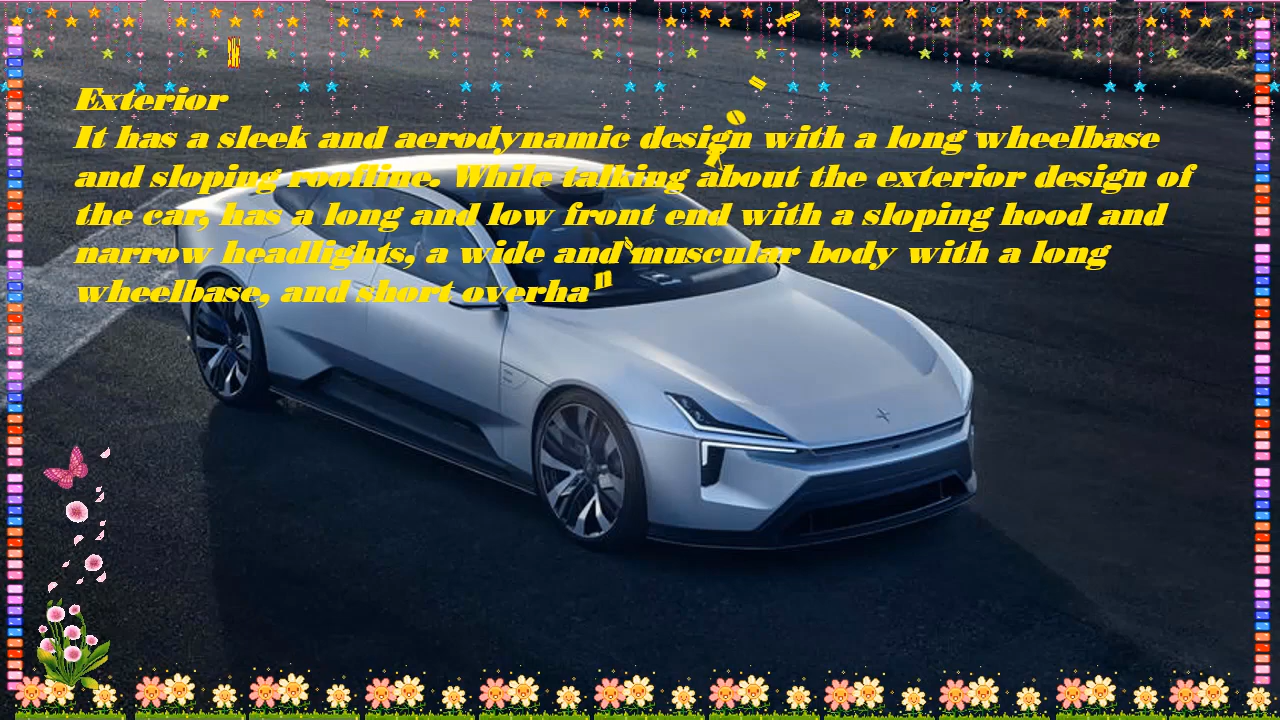 Exterior
It has a sleek and aerodynamic design with a long wheelbase
and sloping roofline. While talking about the exterior design of
the car, has a long and low front end with a sloping hood and
narrow headlights, a wide and muscular body with a long
wheelbase, and short overhan